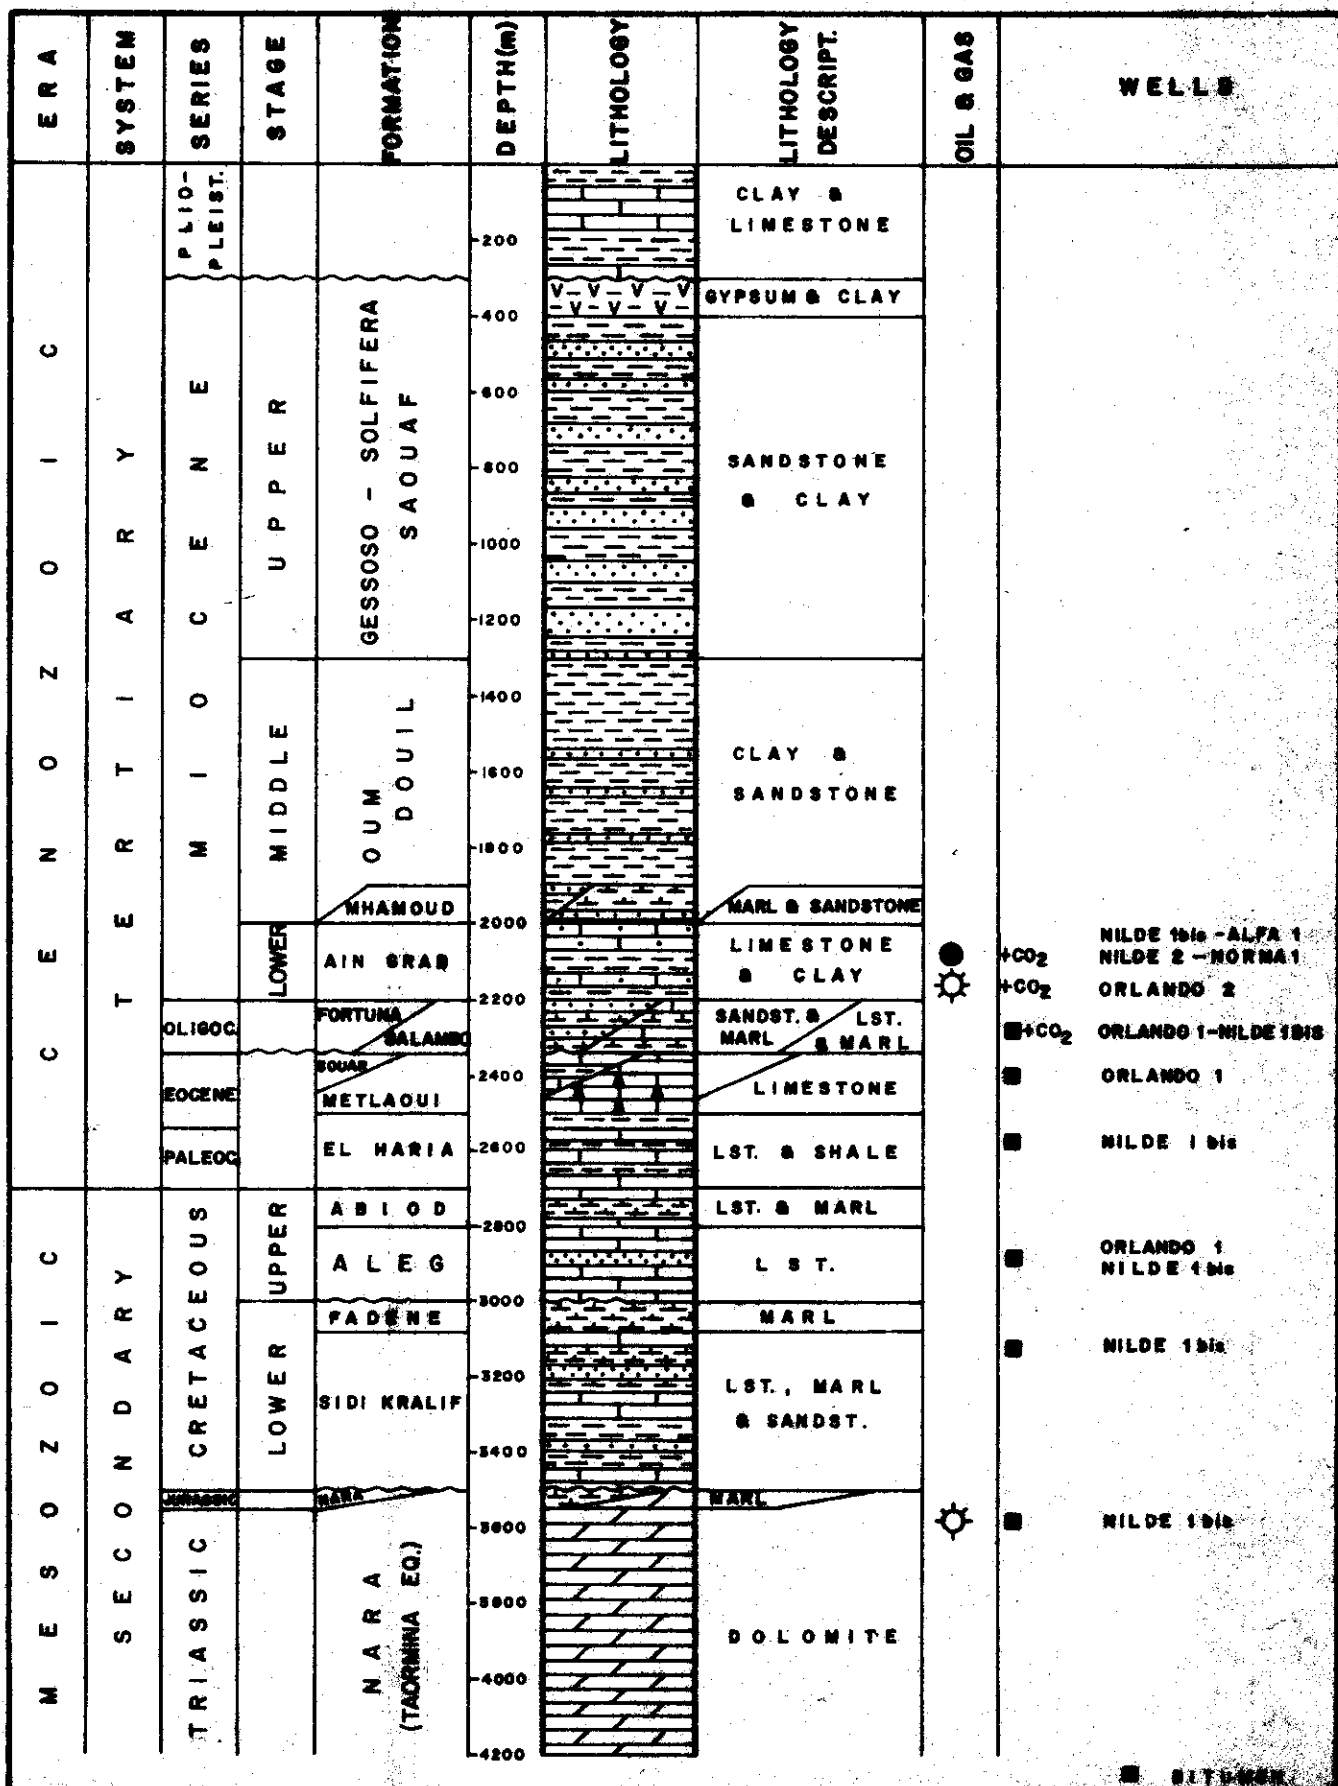 ERA
SYSTEM
SERIES
STAGE
FORMATION
DEPTH(m)
LITHOLOGY
LITHOLOGY
DESCRIPT.
OIL & GAS
WELLS
CENOZOIC
MESOZOIC
TERTIARY
SECONDARY
PLIO-
PLEIST.
MIOCENE
OLIGOC.
EOCENE
PALEOC.
CRETACEOUS
JURASSIC
TRIASSIC
UPPER
MIDDLE
LOWER
UPPER
LOWER
GESSOSO - SOLFIFERA
SAOUAF
OUM
DOUIL
MHAMOUD
AIN GRAB
FORTUNA
SALAMBO
SOUAR
METLAOUI
EL HARIA
ABIOD
ALEG
FADENE
SIDI KRALIF
NARA
NARA
(TAORMINA EQ.)
200
400
600
800
1000
1200
1400
1600
1800
2000
2200
2400
2600
2800
3000
3200
3400
3600
3800
4000
4200
CLAY &
LIMESTONE
GYPSUM & CLAY
SANDSTONE
& CLAY
CLAY &
SANDSTONE
MARL & SANDSTONE
LIMESTONE
& CLAY
SANDST. &
MARL
LST.
& MARL
LIMESTONE
LST. & SHALE
LST. & MARL
LST.
MARL
LST., MARL
& SANDST.
MARL
DOLOMITE
+CO2
NILDE 1bis - ALFA 1
NILDE 2 - NORMA 1
+CO2
ORLANDO 2
+CO2
ORLANDO 1-NILDE 1BIS
ORLANDO 1
NILDE 1 bis
ORLANDO 1
NILDE 1 bis
NILDE 1 bis
NILDE 1 bis
BITUMEN